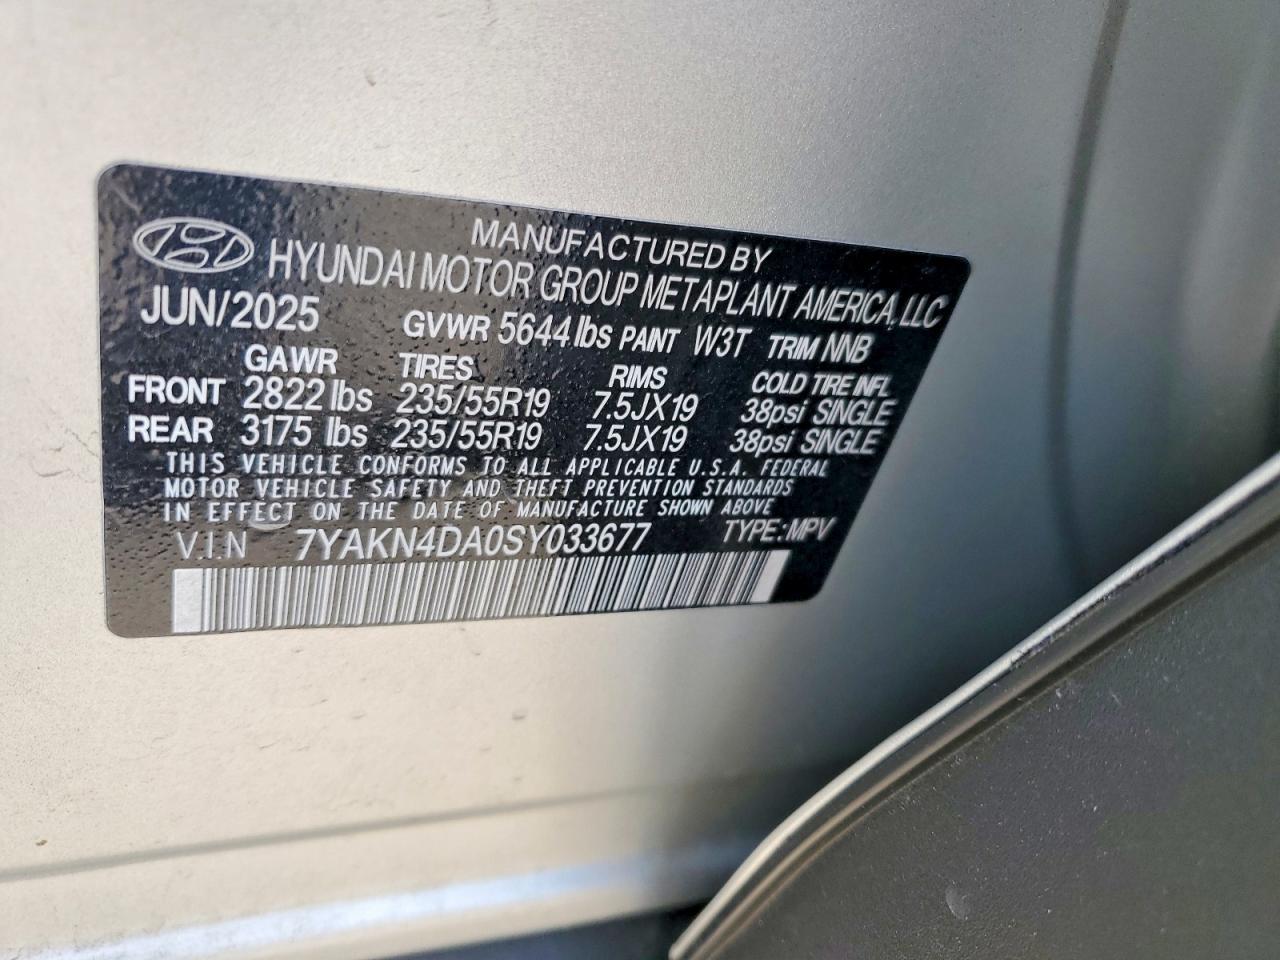 MANUFACTURED BY
HYUNDAI MOTOR GROUP METAPLANT AMERICA, LLC
JUN/2025 GVWR 5644 lbs PAINT W3T TRIM NNB
GAWR TIRES RIMS COLD TIRE INFL
FRONT 2822 lbs 235/55R19 7.5JX19 38psi SINGLE
REAR 3175 lbs 235/55R19 7.5JX19 38psi SINGLE
THIS VEHICLE CONFORMS TO ALL APPLICABLE U.S.A. FEDERAL
MOTOR VEHICLE SAFETY AND THEFT PREVENTION STANDARDS
IN EFFECT ON THE DATE OF MANUFACTURE SHOWN ABOVE
V.I.N 7YAKN4DA0SY033677 TYPE: MPV